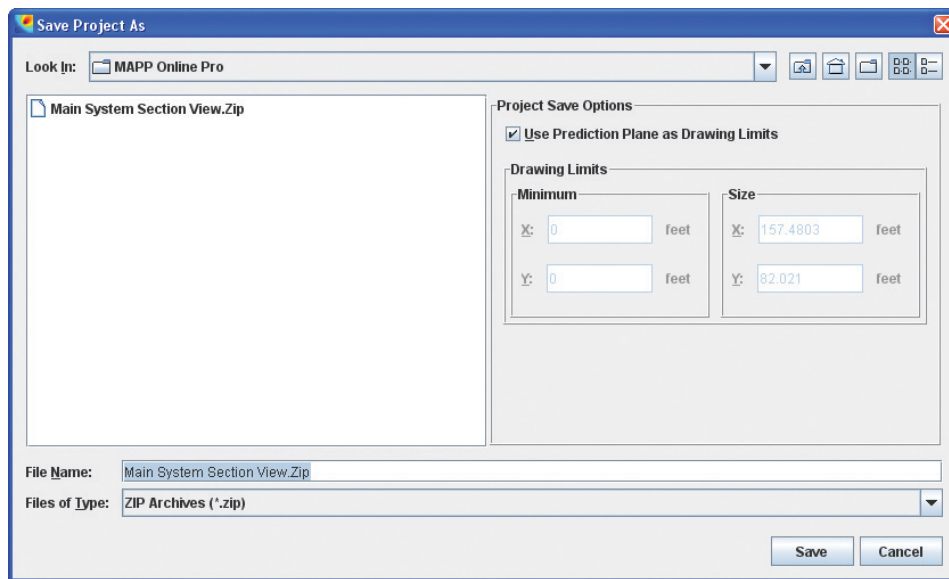 Save Project As
Look In: MAPP Online Pro
Main System Section View.Zip
Project Save Options
Use Prediction Plane as Drawing Limits
Drawing Limits
Minimum Size
X: 0 feet X: 157.4803 feet
Y: 0 feet Y: 82.021 feet
File Name: Main System Section View.Zip
Files of Type: ZIP Archives (*.zip)
Save Cancel